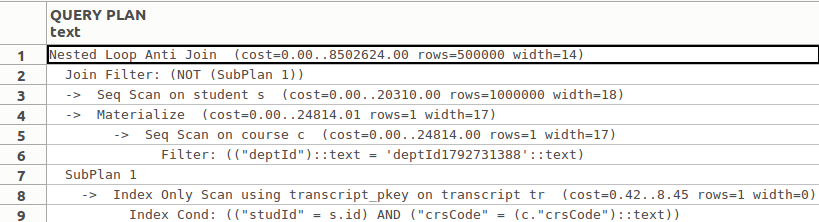 QUERY PLAN
text
1 Nested Loop Anti Join (cost=0.00..8502624.00 rows=500000 width=14)
2 Join Filter: (NOT (SubPlan 1))
3 -> Seq Scan on student s (cost=0.00..20310.00 rows=1000000 width=18)
4 -> Materialize (cost=0.00..24814.01 rows=1 width=17)
5 -> Seq Scan on course c (cost=0.00..24814.00 rows=1 width=17)
6 Filter: (("deptId")::text = 'deptId1792731388'::text)
7 SubPlan 1
8 -> Index Only Scan using transcript_pkey on transcript tr (cost=0.42..8.45 rows=1 width=0)
9 Index Cond: (("studId" = s.id) AND ("crsCode" = (c."crsCode")::text))